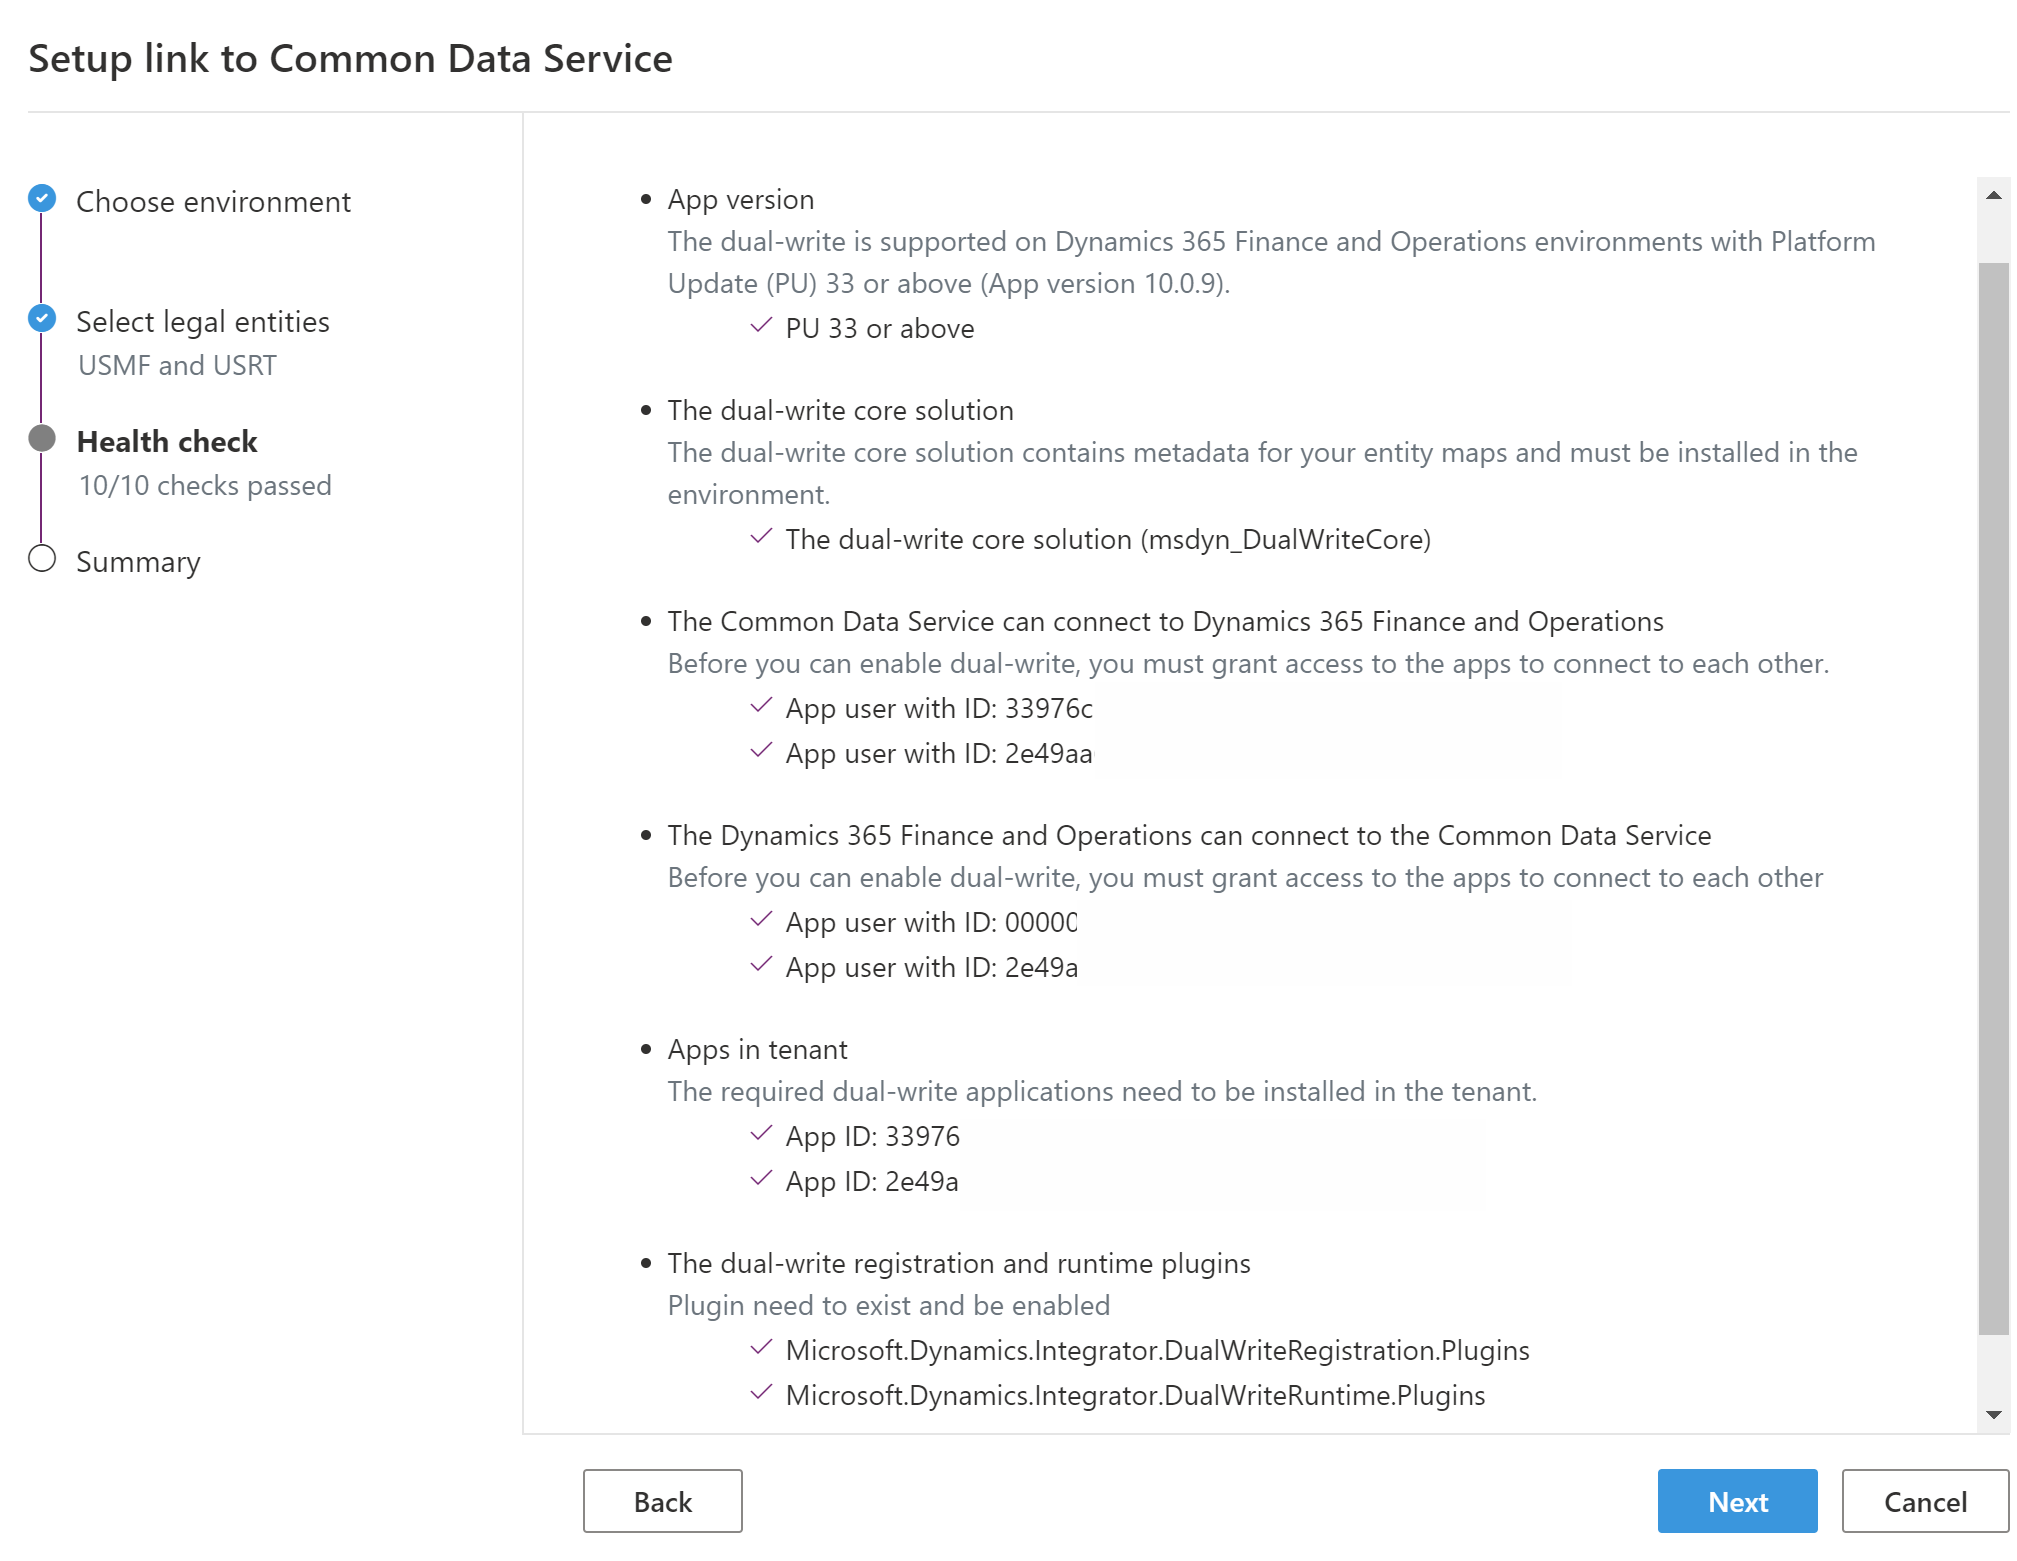 Setup link to Common Data Service
Choose environment
Select legal entities
USMF and USRT
Health check
10/10 checks passed
Summary
App version
The dual-write is supported on Dynamics 365 Finance and Operations environments with Platform
Update (PU) 33 or above (App version 10.0.9).
PU 33 or above
The dual-write core solution
The dual-write core solution contains metadata for your entity maps and must be installed in the
environment.
The dual-write core solution (msdyn_DualWriteCore)
The Common Data Service can connect to Dynamics 365 Finance and Operations
Before you can enable dual-write, you must grant access to the apps to connect to each other.
App user with ID: 33976c
App user with ID: 2e49aa
The Dynamics 365 Finance and Operations can connect to the Common Data Service
Before you can enable dual-write, you must grant access to the apps to connect to each other
App user with ID: 00000
App user with ID: 2e49a
Apps in tenant
The required dual-write applications need to be installed in the tenant.
App ID: 33976
App ID: 2e49a
The dual-write registration and runtime plugins
Plugin need to exist and be enabled
Microsoft.Dynamics.Integrator.DualWriteRegistration.Plugins
Microsoft.Dynamics.Integrator.DualWriteRuntime.Plugins
Back
Next
Cancel